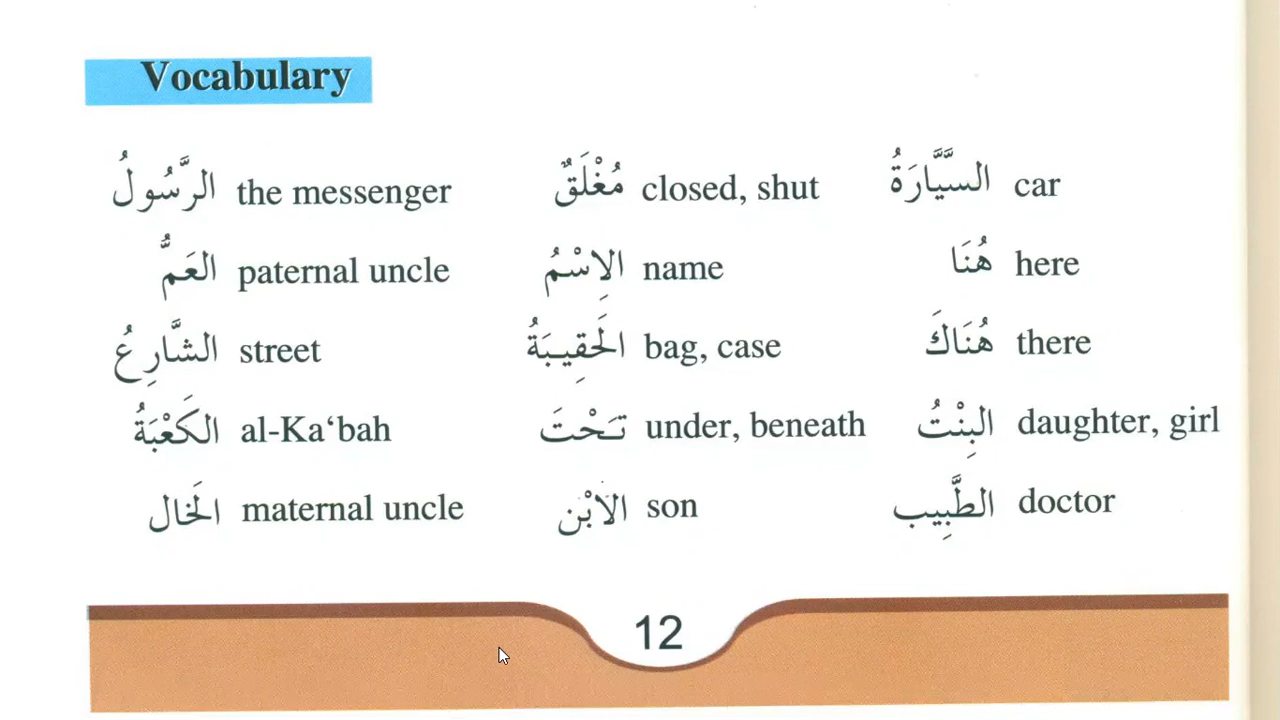 Vocabulary
الرَّسُولُ the messenger مُغْلَقٌ closed, shut السَّيَّارَةُ car
العَمُّ paternal uncle الاِسْمُ name هُنَا here
الشَّارِعُ street الحَقِيبَةُ bag, case هُنَاكَ there
الكَعْبَةُ al-Ka‘bah تَحْتَ under, beneath البِنْتُ daughter, girl
الخَال maternal uncle الابْن son الطَّبِيب doctor
12